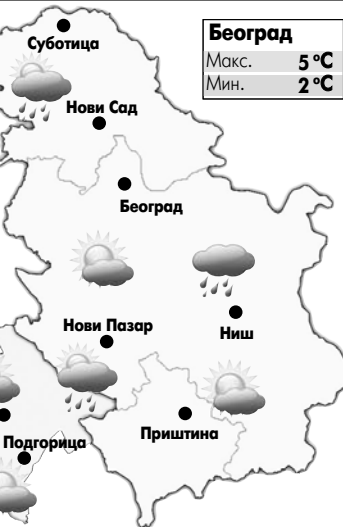 Суботица
Београд
Макс. 5 °C
Мин. 2 °C
Нови Сад
Београд
Нови Пазар
Ниш
Приштина
Подгорица